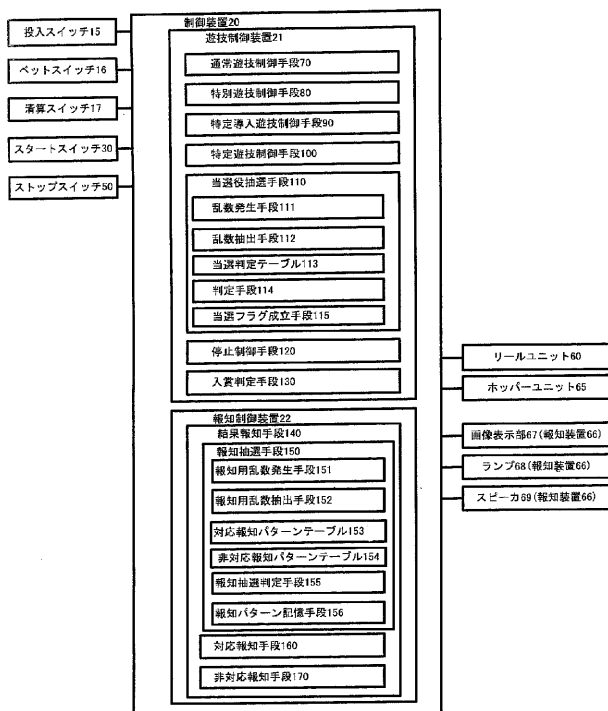 制御装置20
投入スイッチ15
ベットスイッチ16
清算スイッチ17
スタートスイッチ30
ストップスイッチ50
遊技制御装置21
通常遊技制御手段70
特別遊技制御手段80
特定導入遊技制御手段90
特定遊技制御手段100
当選役抽選手段110
乱数発生手段111
乱数抽出手段112
当選判定テーブル113
判定手段114
当選フラグ成立手段115
停止制御手段120
入賞判定手段130
リールユニット60
ホッパーユニット65
報知制御装置22
結果報知手段140
報知抽選手段150
報知用乱数発生手段151
報知用乱数抽出手段152
対応報知パターンテーブル153
非対応報知パターンテーブル154
報知抽選判定手段155
報知パターン記憶手段156
対応報知手段160
非対応報知手段170
画像表示部67(報知装置66)
ランプ68(報知装置66)
スピーカ69(報知装置66)